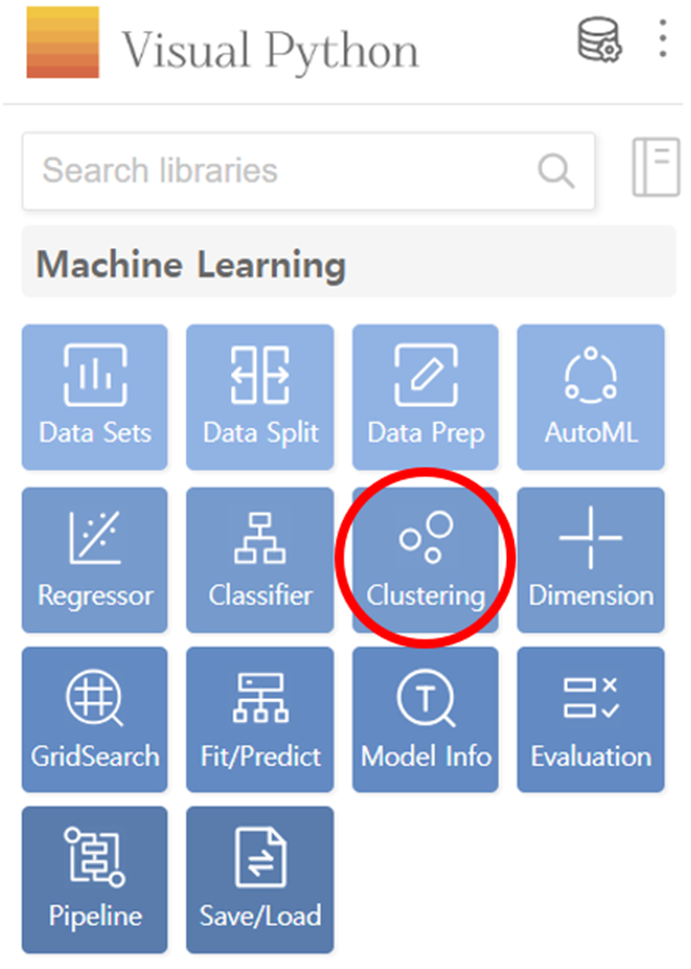 Visual Python
Search libraries
Machine Learning
Data Sets
Data Split
Data Prep
AutoML
Regressor
Classifier
Clustering
Dimension
GridSearch
Fit/Predict
Model Info
Evaluation
Pipeline
Save/Load